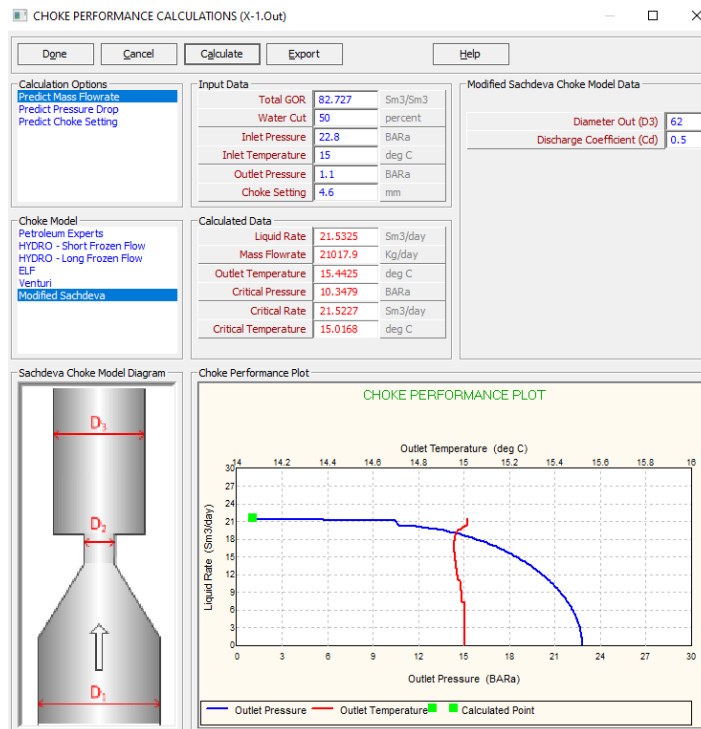 CHOKE PERFORMANCE CALCULATIONS (X-1.Out)
Done Cancel Calculate Export Help
Calculation Options
Predict Mass Flowrate
Predict Pressure Drop
Predict Choke Setting
Input Data
Total GOR 82.727 Sm3/Sm3
Water Cut 50 percent
Inlet Pressure 22.8 BARa
Inlet Temperature 15 deg C
Outlet Pressure 1.1 BARa
Choke Setting 4.6 mm
Modified Sachdeva Choke Model Data
Diameter Out (D3) 62
Discharge Coefficient (Cd) 0.5
Choke Model
Petroleum Experts
HYDRO - Short Frozen Flow
HYDRO - Long Frozen Flow
ELF
Venturi
Modified Sachdeva
Calculated Data
Liquid Rate 21.5325 Sm3/day
Mass Flowrate 21017.9 Kg/day
Outlet Temperature 15.4425 deg C
Critical Pressure 10.3479 BARa
Critical Rate 21.5227 Sm3/day
Critical Temperature 15.0168 deg C
Sachdeva Choke Model Diagram
D3
D2
D1
Choke Performance Plot
CHOKE PERFORMANCE PLOT
Outlet Temperature (deg C)
14 14.2 14.4 14.6 14.8 15 15.2 15.4 15.6 15.8 16
Liquid Rate (Sm3/day)
30
27
24
21
18
15
12
9
6
3
0
0 3 6 9 12 15 18 21 24 27 30
Outlet Pressure (BARa)
Outlet Pressure Outlet Temperature Calculated Point